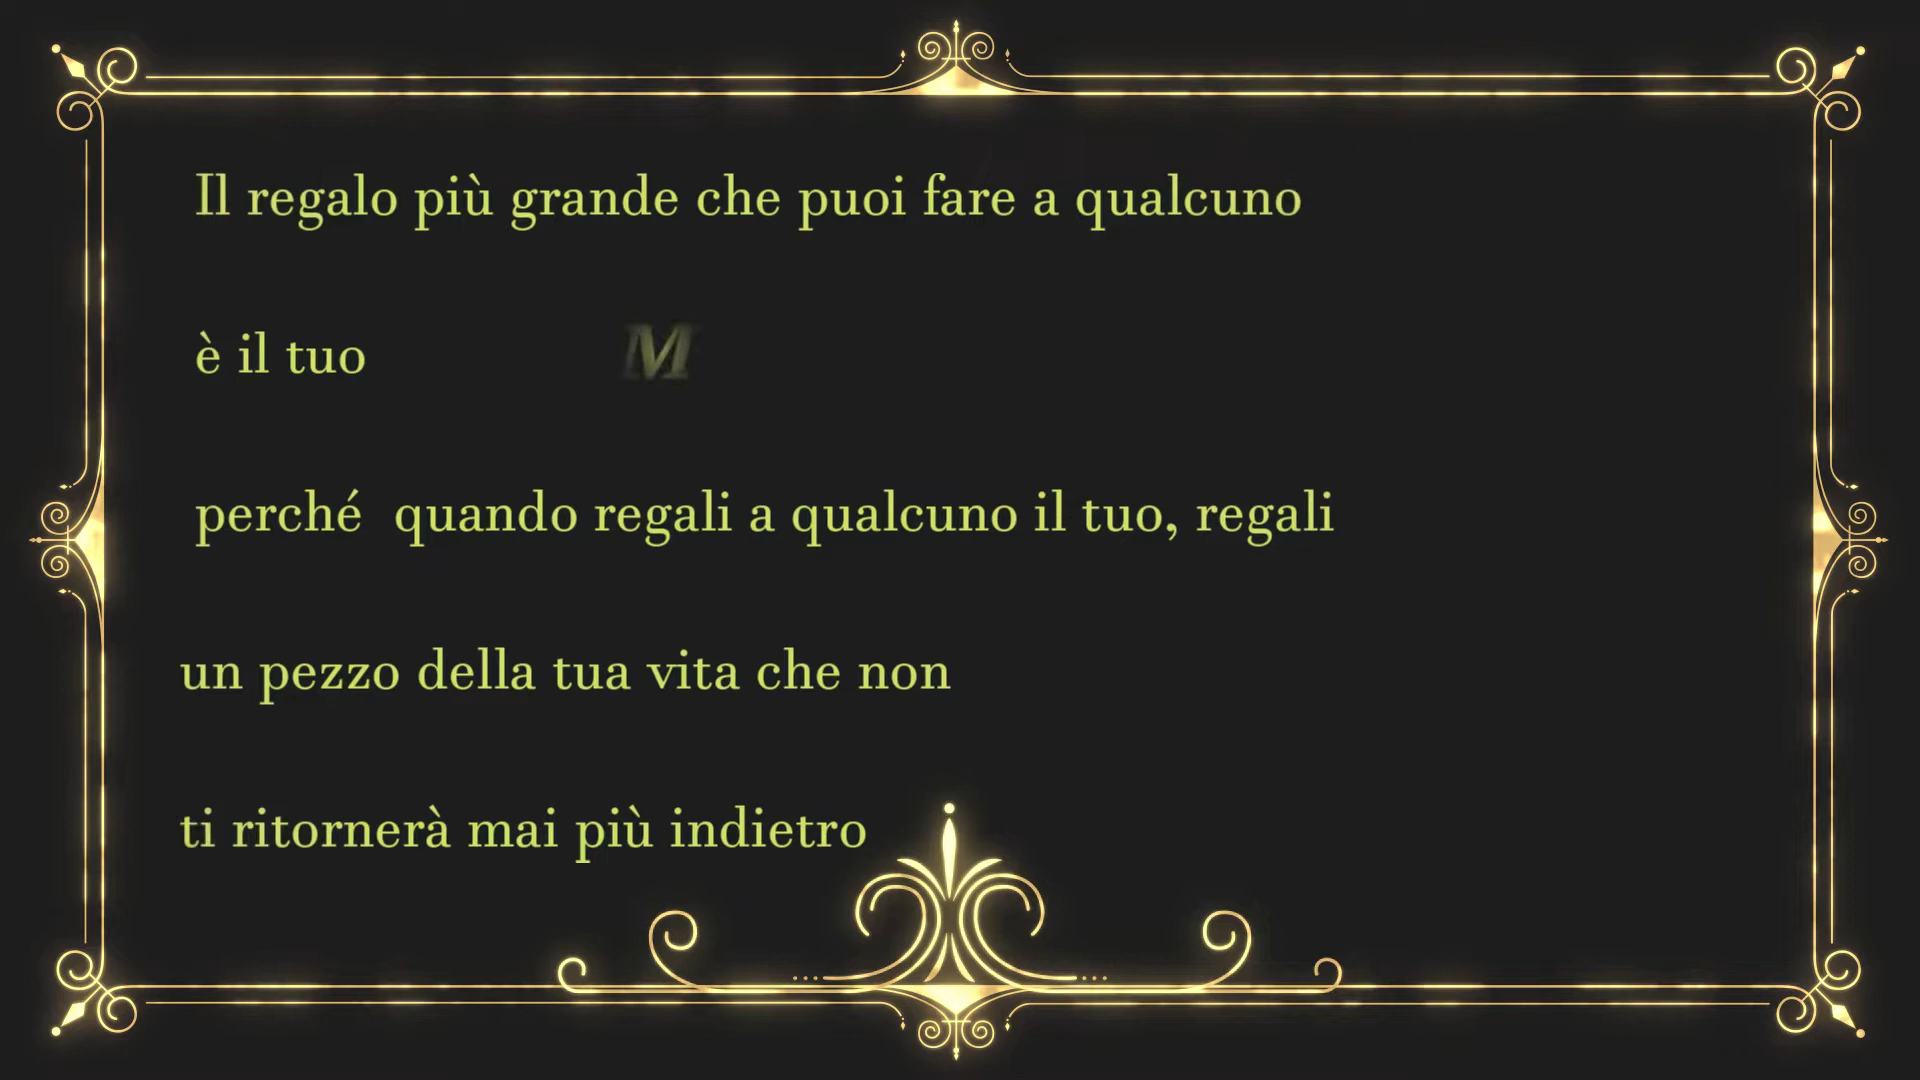 Il regalo più grande che puoi fare a qualcuno
è il tuo M
perché quando regali a qualcuno il tuo, regali
un pezzo della tua vita che non
ti ritornerà mai più indietro